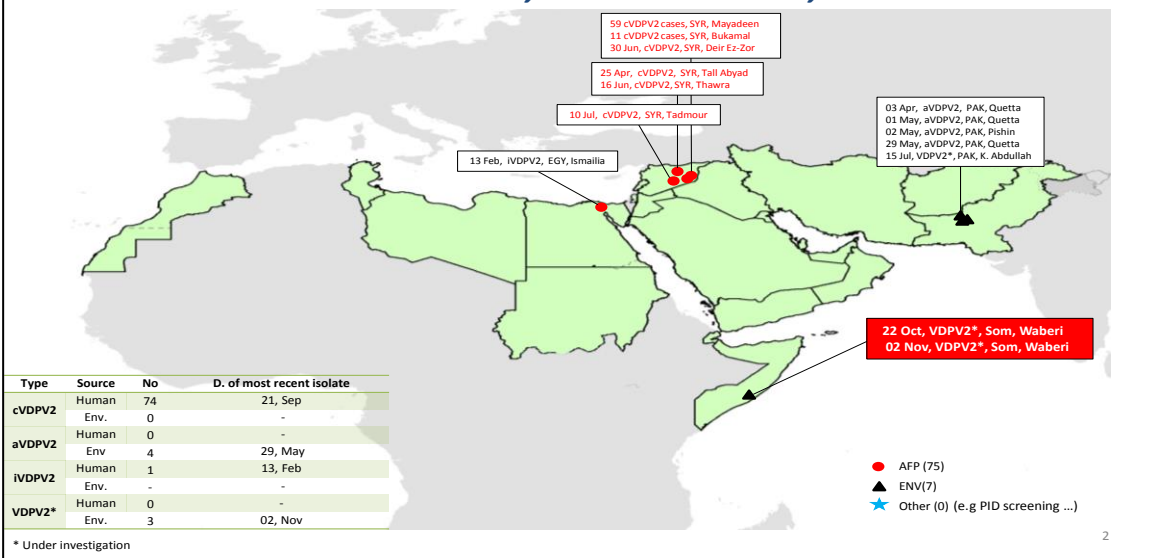 59 cVDPV2 cases, SYR, Mayadeen
11 cVDPV2 cases, SYR, Bukamal
30 Jun, cVDPV2, SYR, Deir Ez-Zor
25 Apr, cVDPV2, SYR, Tall Abyad
16 Jun, cVDPV2, SYR, Thawra
10 Jul, cVDPV2, SYR, Tadmour
13 Feb, iVDPV2, EGY, Ismailia
03 Apr, aVDPV2, PAK, Quetta
01 May, aVDPV2, PAK, Quetta
02 May, aVDPV2, PAK, Pishin
29 May, aVDPV2, PAK, Quetta
15 Jul, VDPV2*, PAK, K. Abdullah
22 Oct, VDPV2*, Som, Waberi
02 Nov, VDPV2*, Som, Waberi
Type Source No D. of most recent isolate
cVDPV2 Human 74 21, Sep
Env. 0 -
aVDPV2 Human 0 -
Env 4 29, May
iVDPV2 Human 1 13, Feb
Env. - -
VDPV2* Human 0 -
Env. 3 02, Nov
* Under investigation
AFP (75)
ENV(7)
Other (0) (e.g PID screening ...)
2